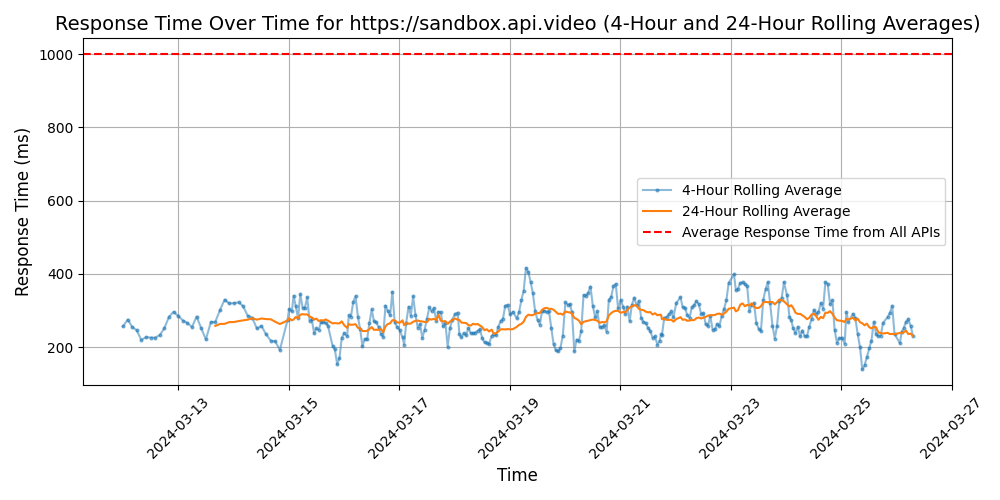 Response Time Over Time for https://sandbox.api.video (4-Hour and 24-Hour Rolling Averages)
1000
800
600
400
200
Response Time (ms)
4-Hour Rolling Average
24-Hour Rolling Average
Average Response Time from All APIs
2024-03-13
2024-03-15
2024-03-17
2024-03-19
2024-03-21
2024-03-23
2024-03-25
2024-03-27
Time